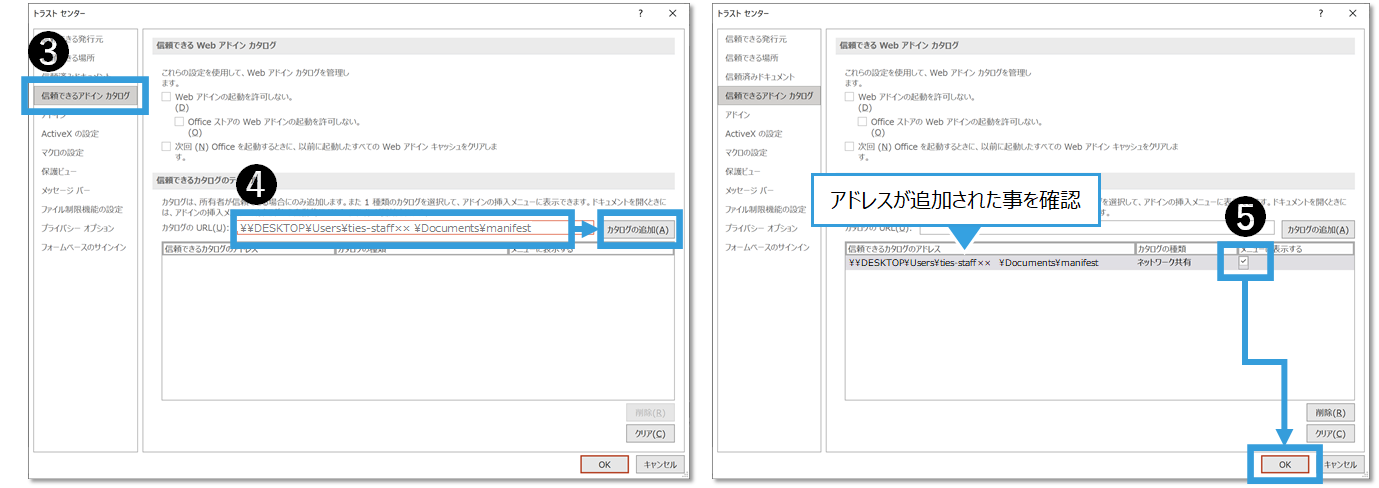 トラスト センター
? ×
❸
きる発行元
きる場所
信頼済みドキュメント
信頼できるアドイン カタログ
アドイン
ActiveX の設定
マクロの設定
保護ビュー
メッセージ バー
ファイル制限機能の設定
プライバシー オプション
フォームベースのサインイン
信頼できる Web アドイン カタログ
これらの設定を使用して、Web アドイン カタログを管理し
ます。
Web アドインの起動を許可しない。
(D)
Office ストアの Web アドインの起動を許可しない。
(O)
次回 (N) Office を起動するときに、以前に起動したすべての Web アドイン キャッシュをクリアしま
す。
信頼できるカタログのテ
❹
カタログは、所有者が信頼 る場合にのみ追加します。また 1 種類のカタログを選択して、アドインの挿入メニューに表示できます。ドキュメントを開くときに
は、アドインの挿入メ
カタログの URL(U):
¥¥DESKTOP¥Users¥ties-staff×× ¥Documents¥manifest
カタログの追加(A)
信頼できるカタログのアドレス カタログの種類 メニューに表示する
削除(R)
クリア(C)
OK キャンセル
トラスト センター
? ×
信頼できる発行元
信頼できる場所
信頼済みドキュメント
信頼できるアドイン カタログ
アドイン
ActiveX の設定
マクロの設定
保護ビュー
メッセージ バー
ファイル制限機能の設定
プライバシー オプション
フォームベースのサインイン
信頼できる Web アドイン カタログ
これらの設定を使用して、Web アドイン カタログを管理し
ます。
Web アドインの起動を許可しない。
(D)
Office ストアの Web アドインの起動を許可しない。
(O)
次回 (N) Office を起動するときに、以前に起動したすべての Web アドイン キャッシュをクリアしま
す。
アドレスが追加された事を確認
を選択して、アドインの挿入メニューに表示できます。ドキュメントを開くときに
す。
カタログの URL(U):
❺
カタログの追加(A)
信頼できるカタログのアドレス カタログの種類 メニューに表示する
¥¥DESKTOP¥Users¥ties-staff×× ¥Documents¥manifest ネットワーク共有
削除(R)
クリア(C)
OK キャンセル